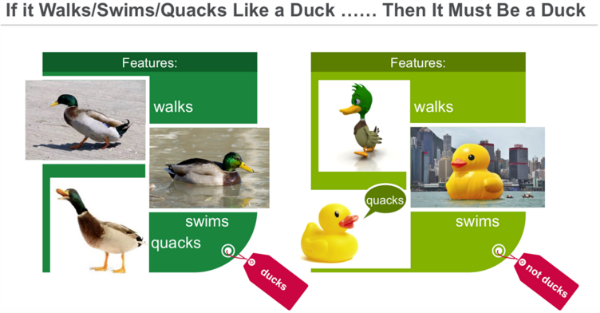 If it Walks/Swims/Quacks Like a Duck ...... Then It Must Be a Duck
Features:
walks
swims
quacks
ducks
Features:
walks
quacks
swims
not ducks